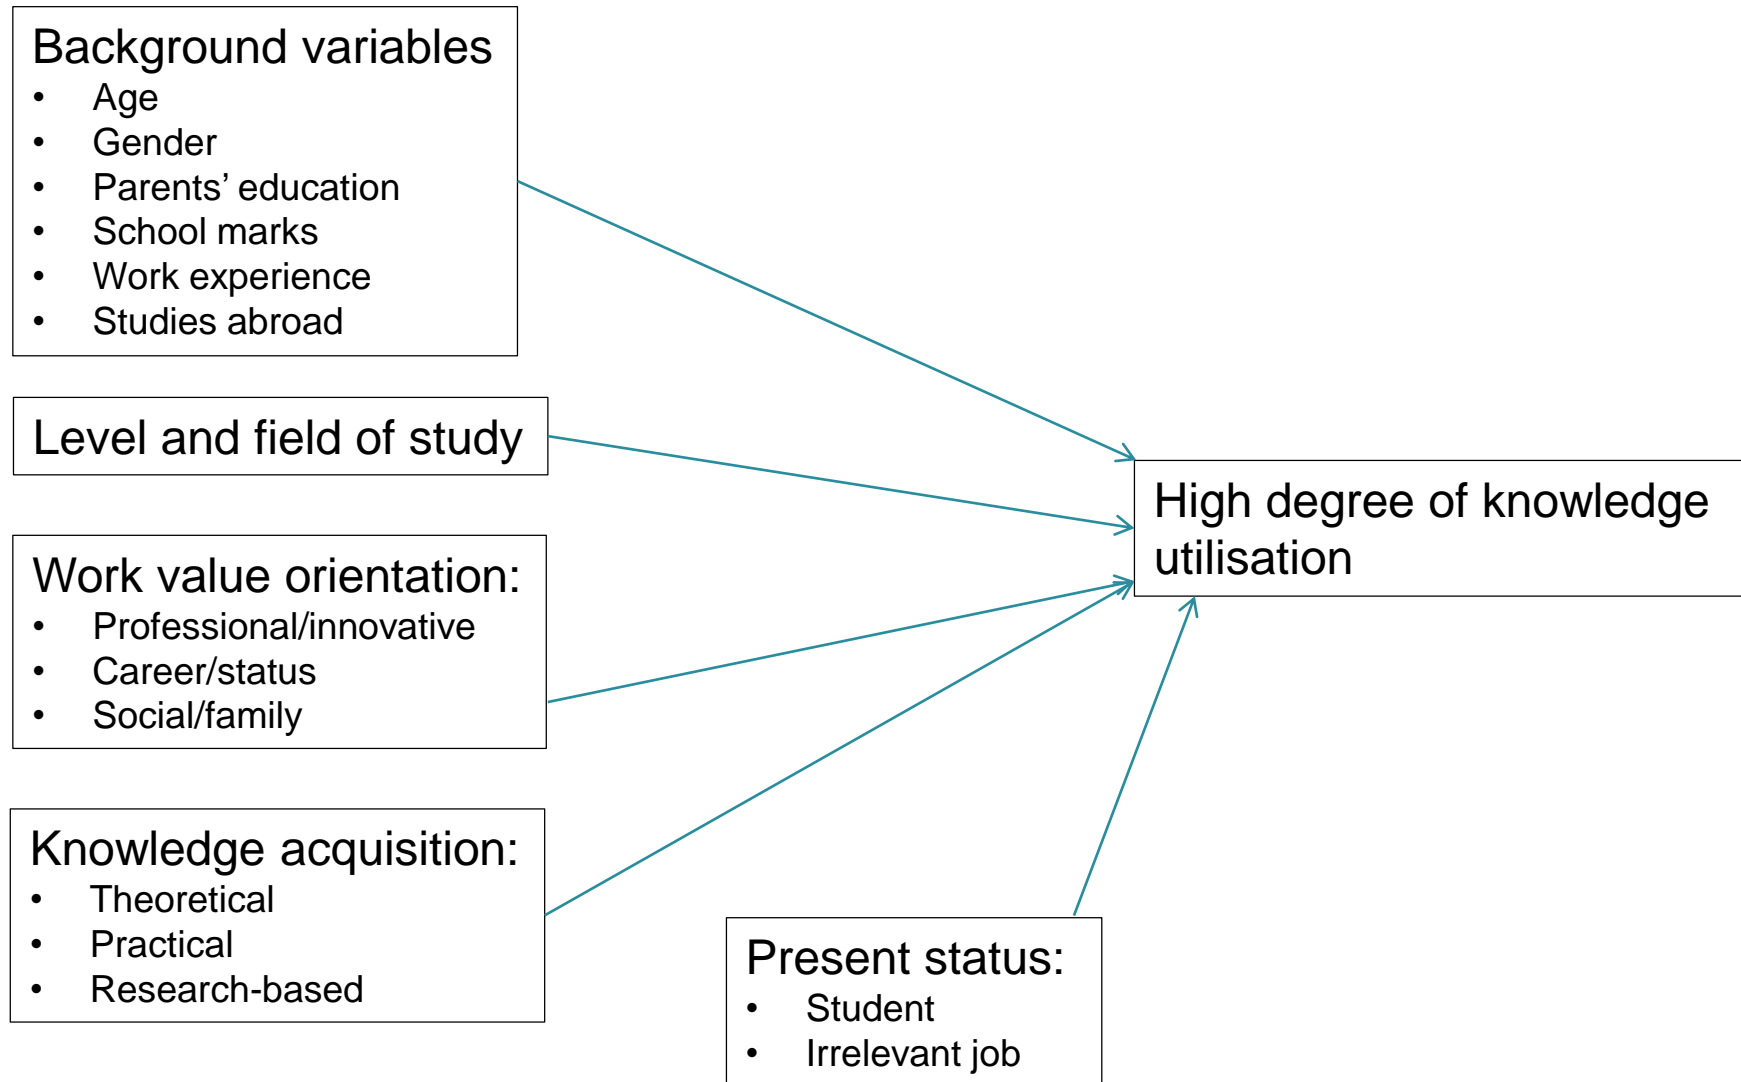 Background variables
• Age
• Gender
• Parents’ education
• School marks
• Work experience
• Studies abroad
Level and field of study
Work value orientation:
• Professional/innovative
• Career/status
• Social/family
Knowledge acquisition:
• Theoretical
• Practical
• Research-based
Present status:
• Student
• Irrelevant job
High degree of knowledge
utilisation